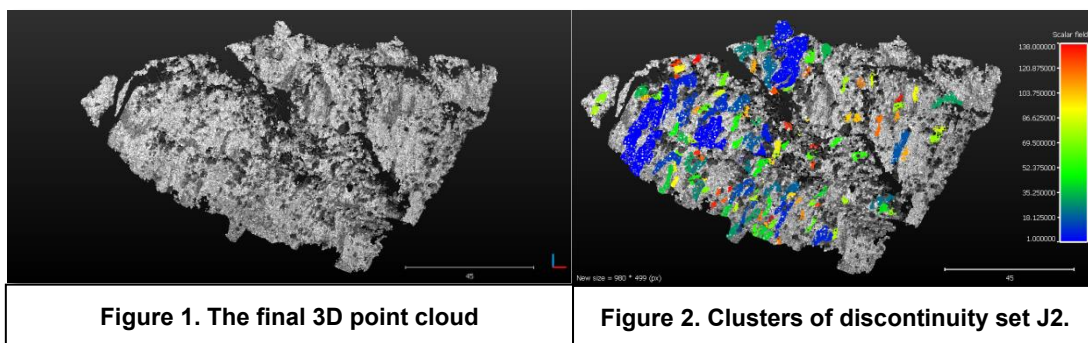 45
Scalar field
138.000000
120.875000
103.750000
86.625000
69.500000
52.375000
35.250000
18.125000
1.000000
New size = 980 * 499 (px)
45
Figure 1. The final 3D point cloud
Figure 2. Clusters of discontinuity set J2.